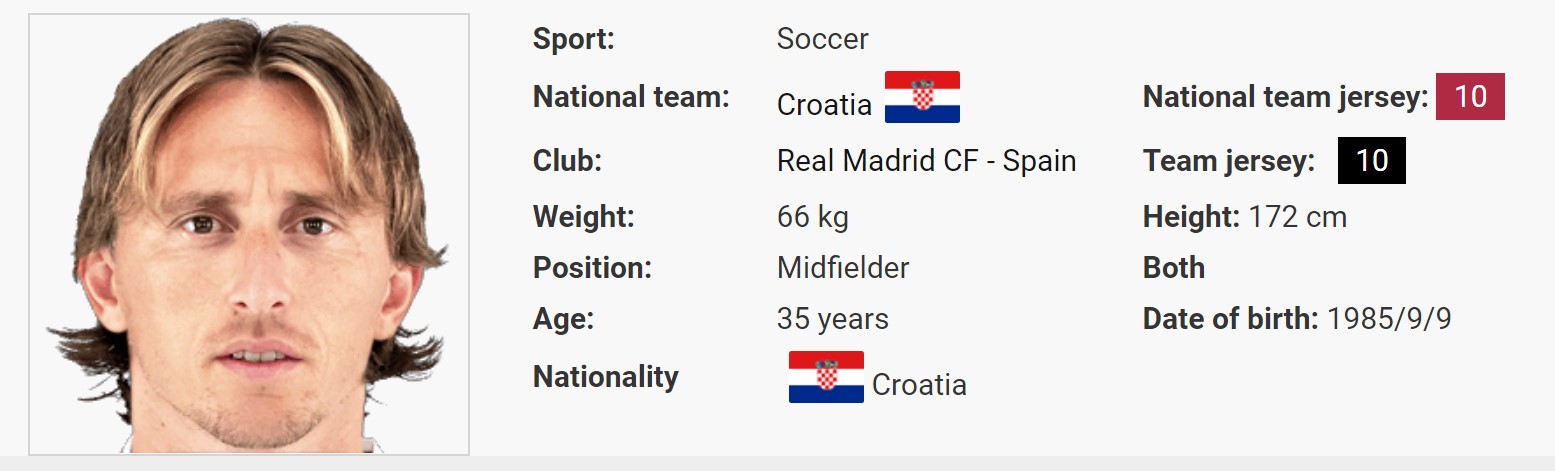 Sport: Soccer
National team: Croatia National team jersey: 10
Club: Real Madrid CF - Spain Team jersey: 10
Weight: 66 kg Height: 172 cm
Position: Midfielder Both
Age: 35 years Date of birth: 1985/9/9
Nationality Croatia